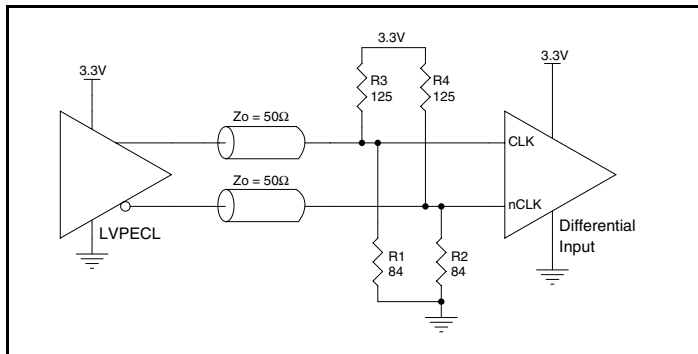 3.3V
3.3V
3.3V
R3
125
R4
125
Zo = 50Ω
CLK
Zo = 50Ω
nCLK
LVPECL
Differential
Input
R1
84
R2
84